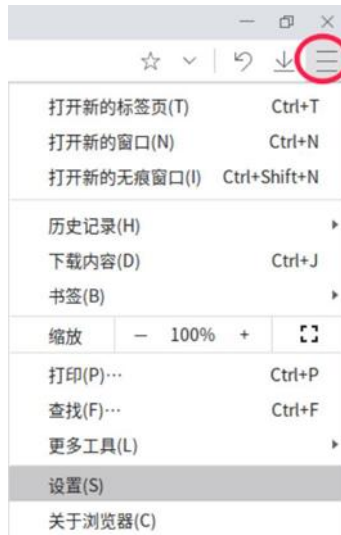 打开新的标签页(T) Ctrl+T
打开新的窗口(N) Ctrl+N
打开新的无痕窗口(I) Ctrl+Shift+N
历史记录(H)
下载内容(D) Ctrl+J
书签(B)
缩放 — 100% +
打印(P)… Ctrl+P
查找(F)… Ctrl+F
更多工具(L)
设置(S)
关于浏览器(C)